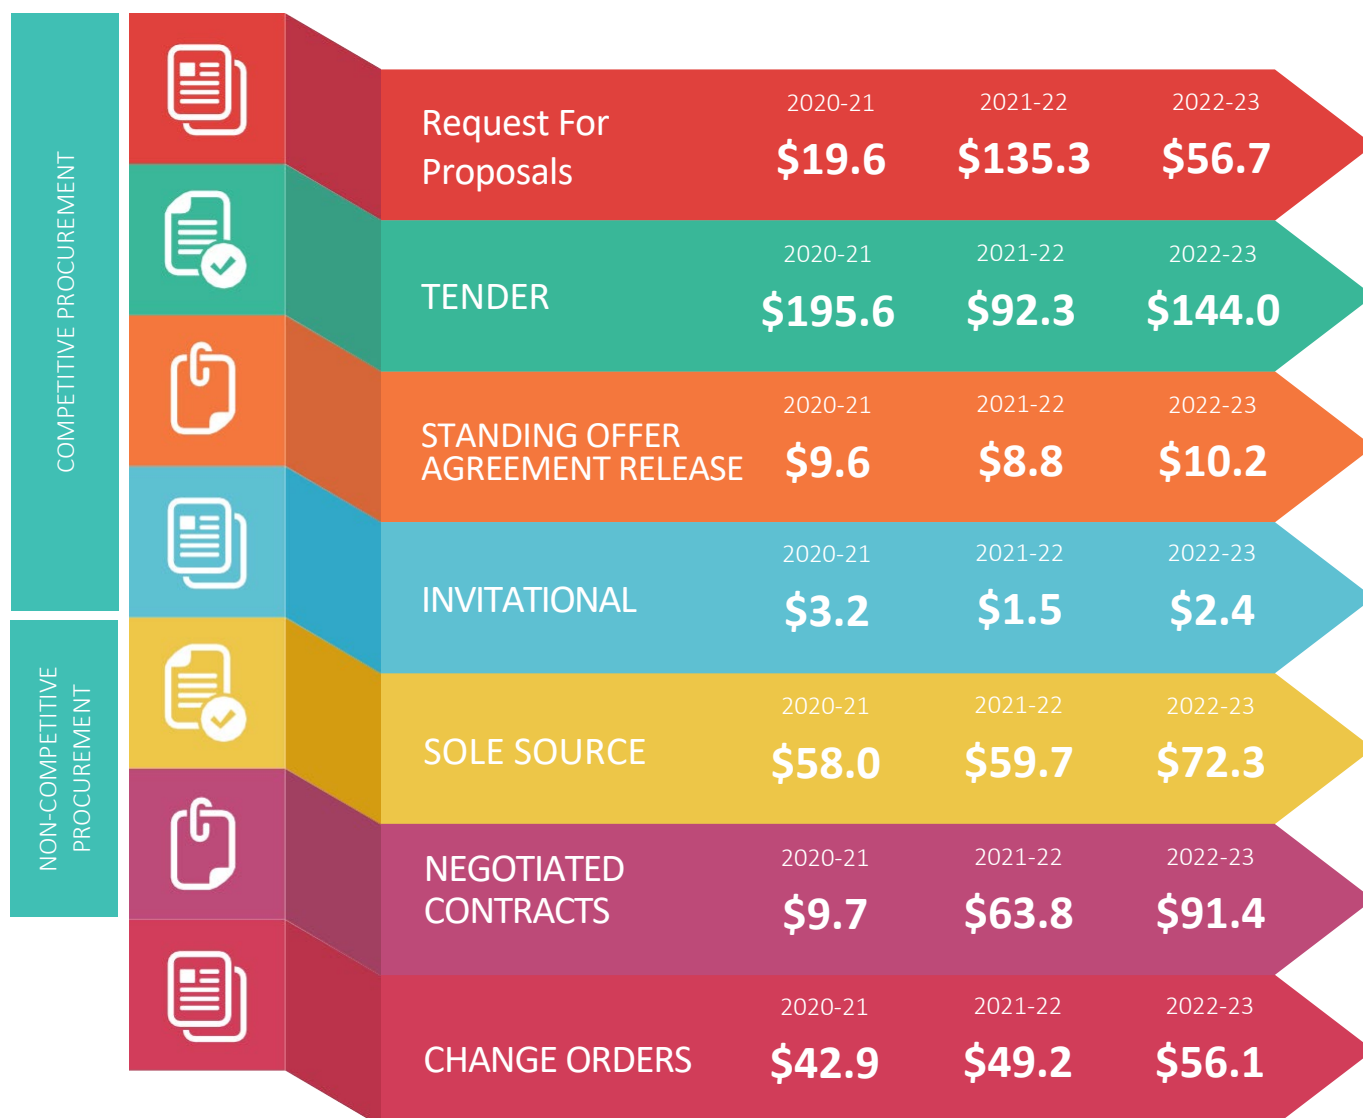 COMPETITIVE PROCUREMENT
Request For
Proposals
2020-21 2021-22 2022-23
$19.6 $135.3 $56.7
TENDER
2020-21 2021-22 2022-23
$195.6 $92.3 $144.0
STANDING OFFER
AGREEMENT RELEASE
2020-21 2021-22 2022-23
$9.6 $8.8 $10.2
INVITATIONAL
2020-21 2021-22 2022-23
$3.2 $1.5 $2.4
NON-COMPETITIVE
PROCUREMENT
SOLE SOURCE
2020-21 2021-22 2022-23
$58.0 $59.7 $72.3
NEGOTIATED
CONTRACTS
2020-21 2021-22 2022-23
$9.7 $63.8 $91.4
CHANGE ORDERS
2020-21 2021-22 2022-23
$42.9 $49.2 $56.1